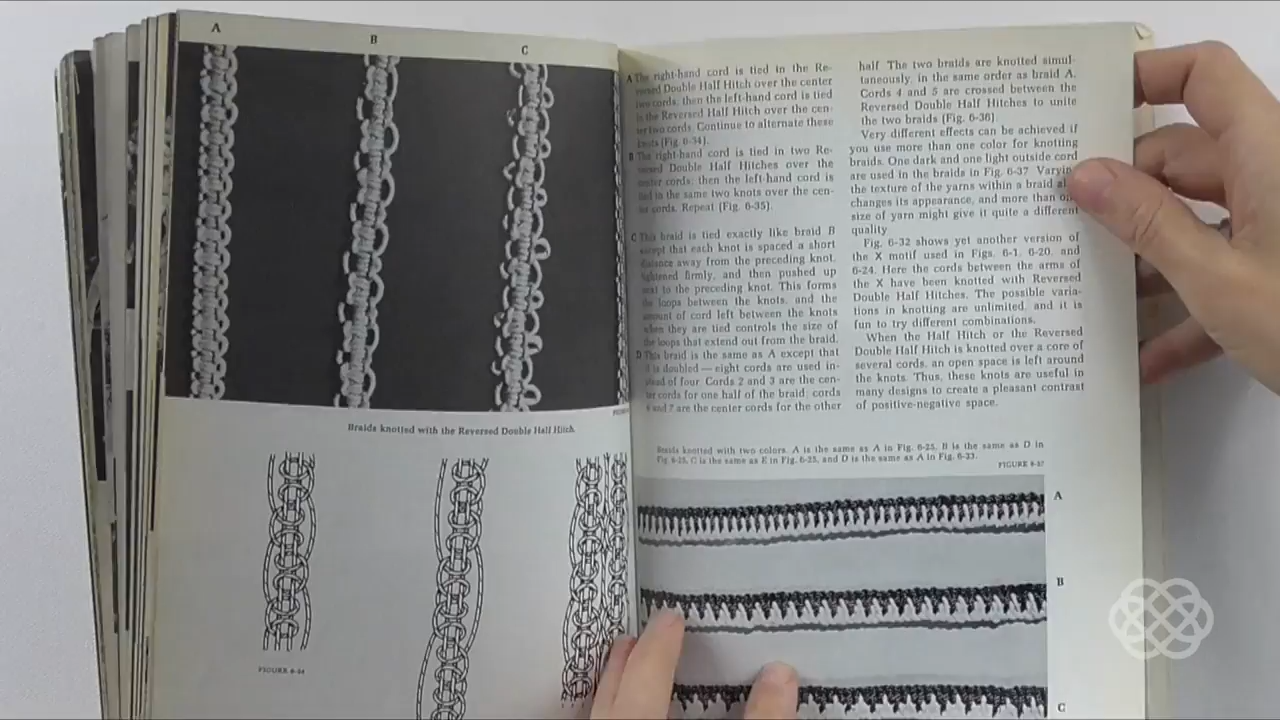 A
B
C
Braids knotted with the Reversed Double Half Hitch.
FIGURE 6-34
A The right-hand cord is tied in the Re-
versed Double Half Hitch over the center
two cords, then the left-hand cord is tied
in the Reversed Half Hitch over the cen-
ter two cords. Continue to alternate these
knots (Fig. 6-34).
B The right-hand cord is tied in two Re-
versed Double Half Hitches over the
center cords; then the left-hand cord is
tied in the same two knots over the cen-
ter cords. Repeat (Fig. 6-35).
C This braid is tied exactly like braid B
except that each knot is spaced a short
distance away from the preceding knot,
tightened firmly, and then pushed up
next to the preceding knot. This forms
the loops between the knots, and the
amount of cord left between the knots
when they are tied controls the size of
the loops that extend out from the braid.
D This braid is the same as A except that
it is doubled — eight cords are used in-
stead of four. Cords 2 and 3 are the cen-
ter cords for one half of the braid; cords
6 and 7 are the center cords for the other
half. The two braids are knotted simul-
taneously, in the same order as braid A.
Cords 4 and 5 are crossed between the
Reversed Double Half Hitches to unite
the two braids (Fig. 6-36)
Very different effects can be achieved if
you use more than one color for knotting
braids. One dark and one light outside cord
are used in the braids in Fig. 6-37. Varying
the texture of the yarns within a braid
changes its appearance, and more than
size of yarn might give it quite a different
quality
Fig. 6-32 shows yet another version of
the X motif used in Figs. 6-1, 6-20, and
6-24. Here the cords between the arms of
the X have been knotted with Reversed
Double Half Hitches. The possible varia-
tions in knotting are unlimited, and it is
fun to try different combinations.
When the Half Hitch or the Reversed
Double Half Hitch is knotted over a core of
several cords, an open space is left around
the knots. Thus, these knots are useful in
many designs to create a pleasant contrast
of positive-negative space.
Braids knotted with two colors. A is the same as A in Fig. 6-25, B is the same as D in
Fig. 6-25, C is the same as E in Fig. 6-25, and D is the same as A in Fig. 6-33.
FIGURE 6-37
A
B
C